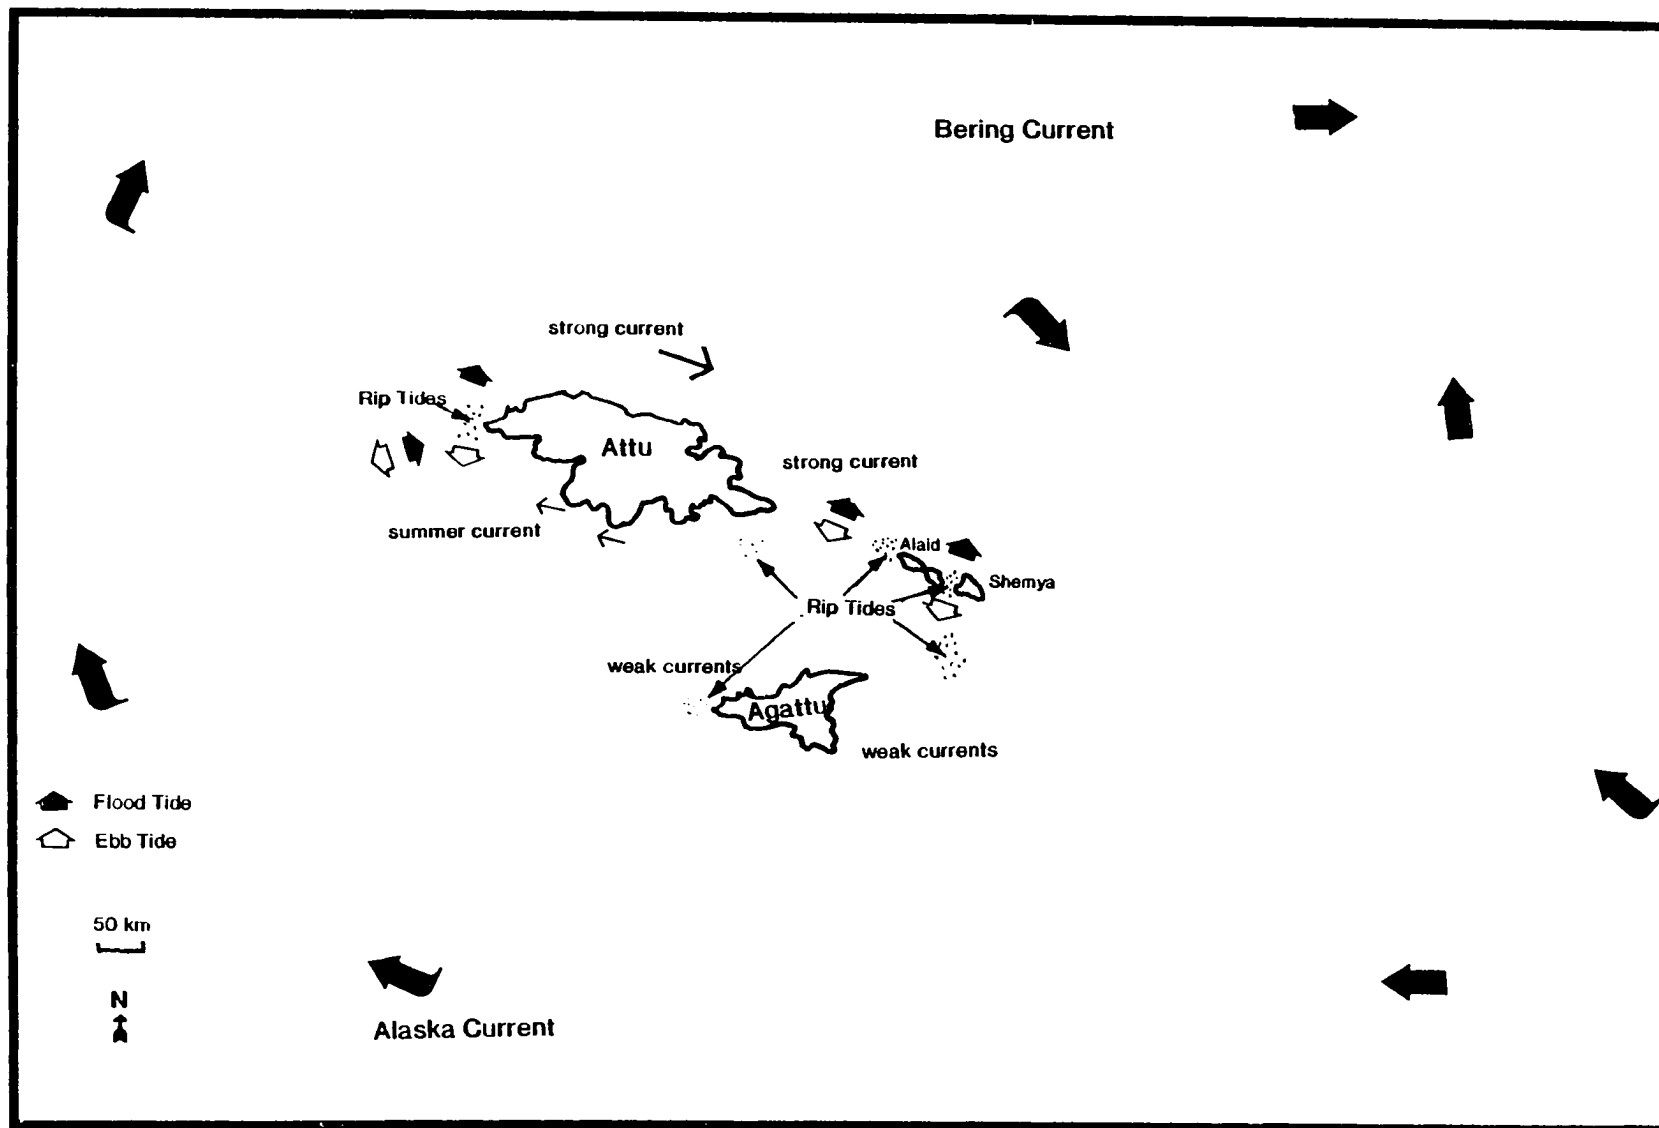 Bering Current
strong current
Rip Tides
Attu
strong current
summer current
Alaid
Shemya
Rip Tides
weak currents
Agattu
weak currents
Flood Tide
Ebb Tide
50 km
N
Alaska Current